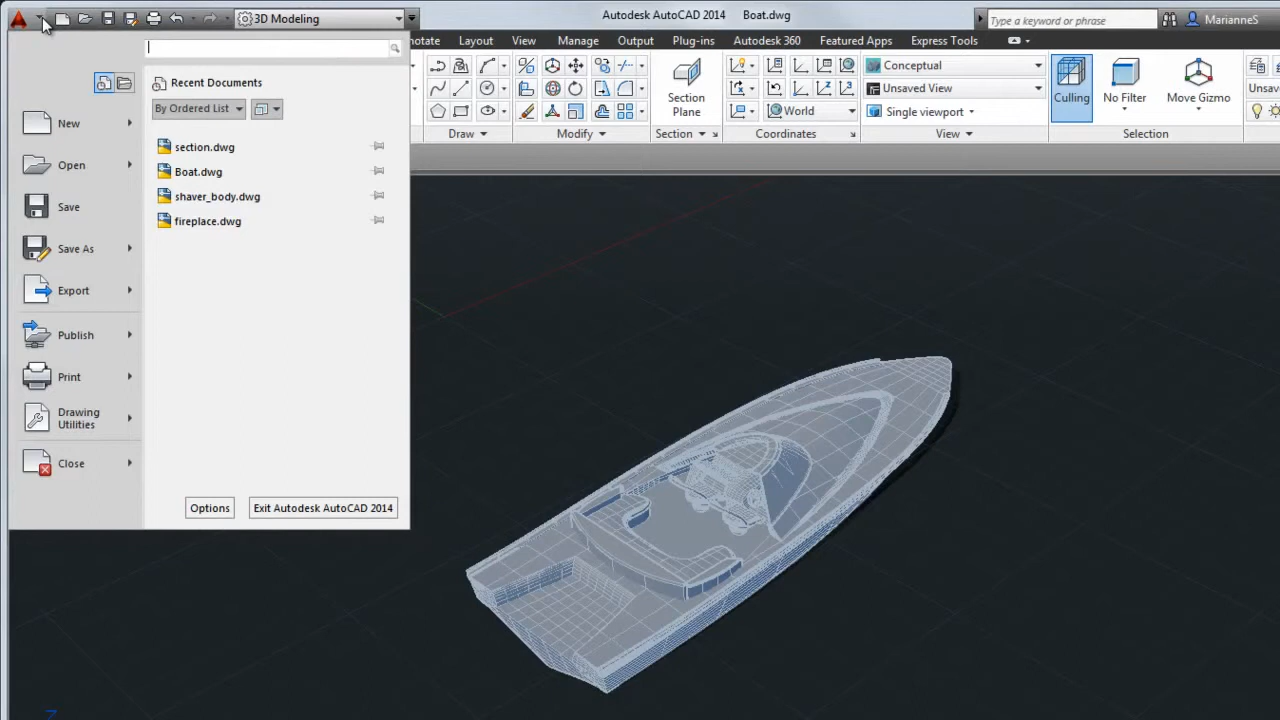 3D Modeling
Autodesk AutoCAD 2014 Boat.dwg
Type a keyword or phrase
MarianneS
notate Layout View Manage Output Plug-ins Autodesk 360 Featured Apps Express Tools
Recent Documents
By Ordered List
section.dwg
Boat.dwg
shaver_body.dwg
fireplace.dwg
New
Open
Save
Save As
Export
Publish
Print
Drawing
Utilities
Close
Options
Exit Autodesk AutoCAD 2014
Draw
Modify
Section
Plane
Section
World
Coordinates
Conceptual
Unsaved View
Single viewport
View
Culling
No Filter
Move Gizmo
Selection
Unsav
Z